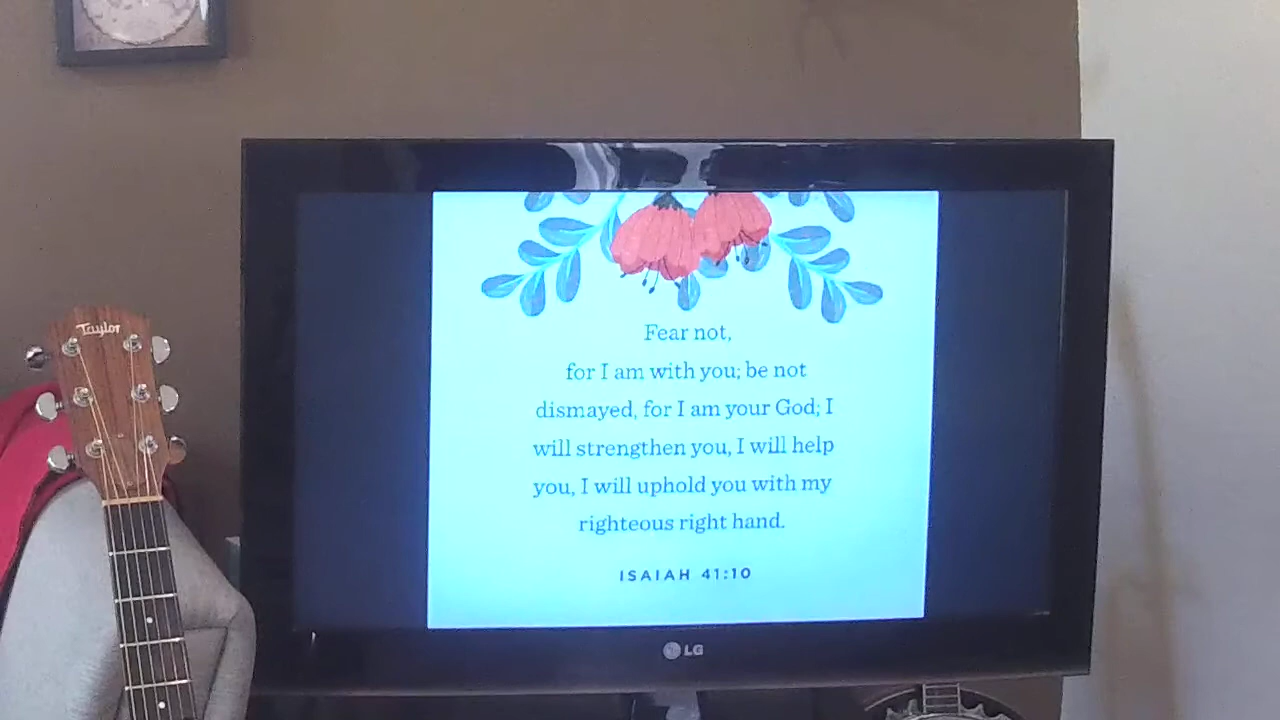 Taylor
Fear not,
for I am with you; be not
dismayed, for I am your God; I
will strengthen you, I will help
you, I will uphold you with my
righteous right hand.
ISAIAH 41:10
LG